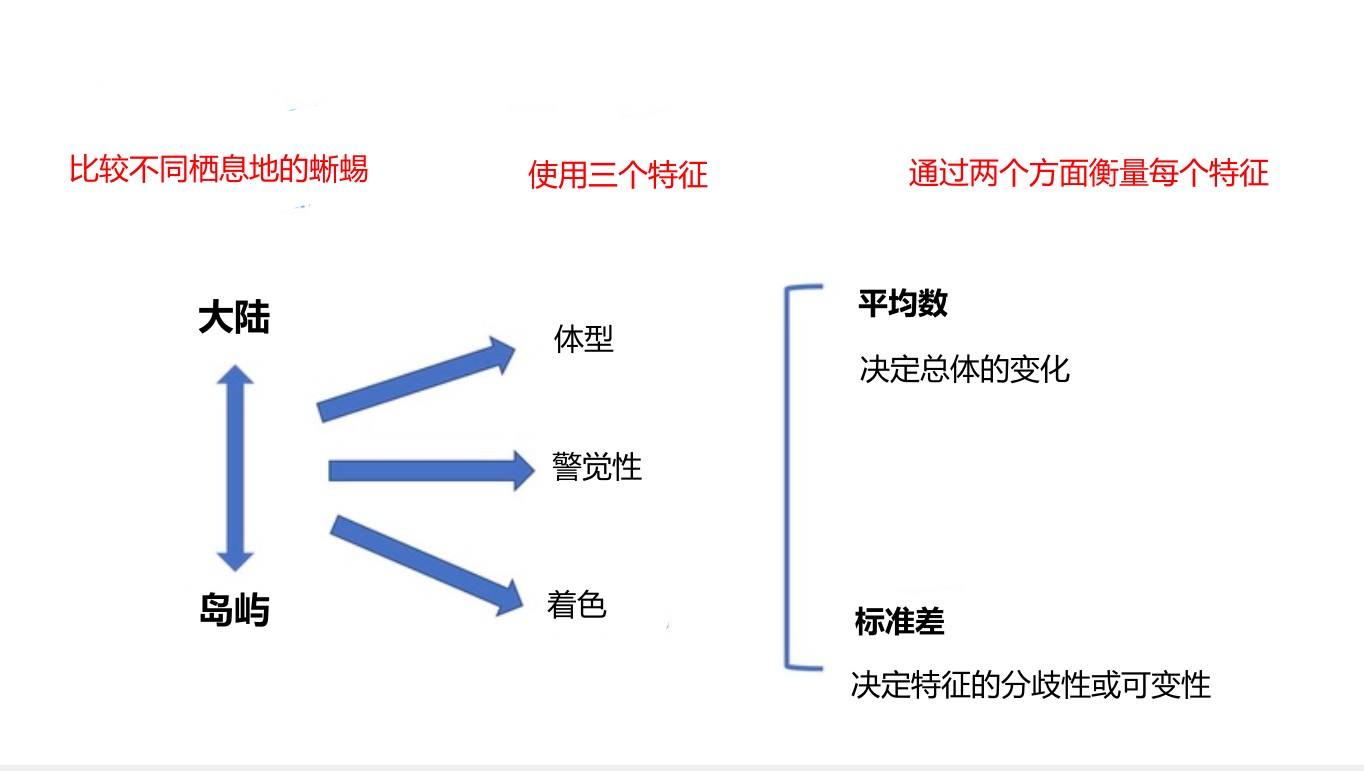 比较不同栖息地的蜥蜴
使用三个特征
通过两个方面衡量每个特征
大陆
岛屿
体型
警觉性
着色
平均数
决定总体的变化
标准差
决定特征的分歧性或可变性